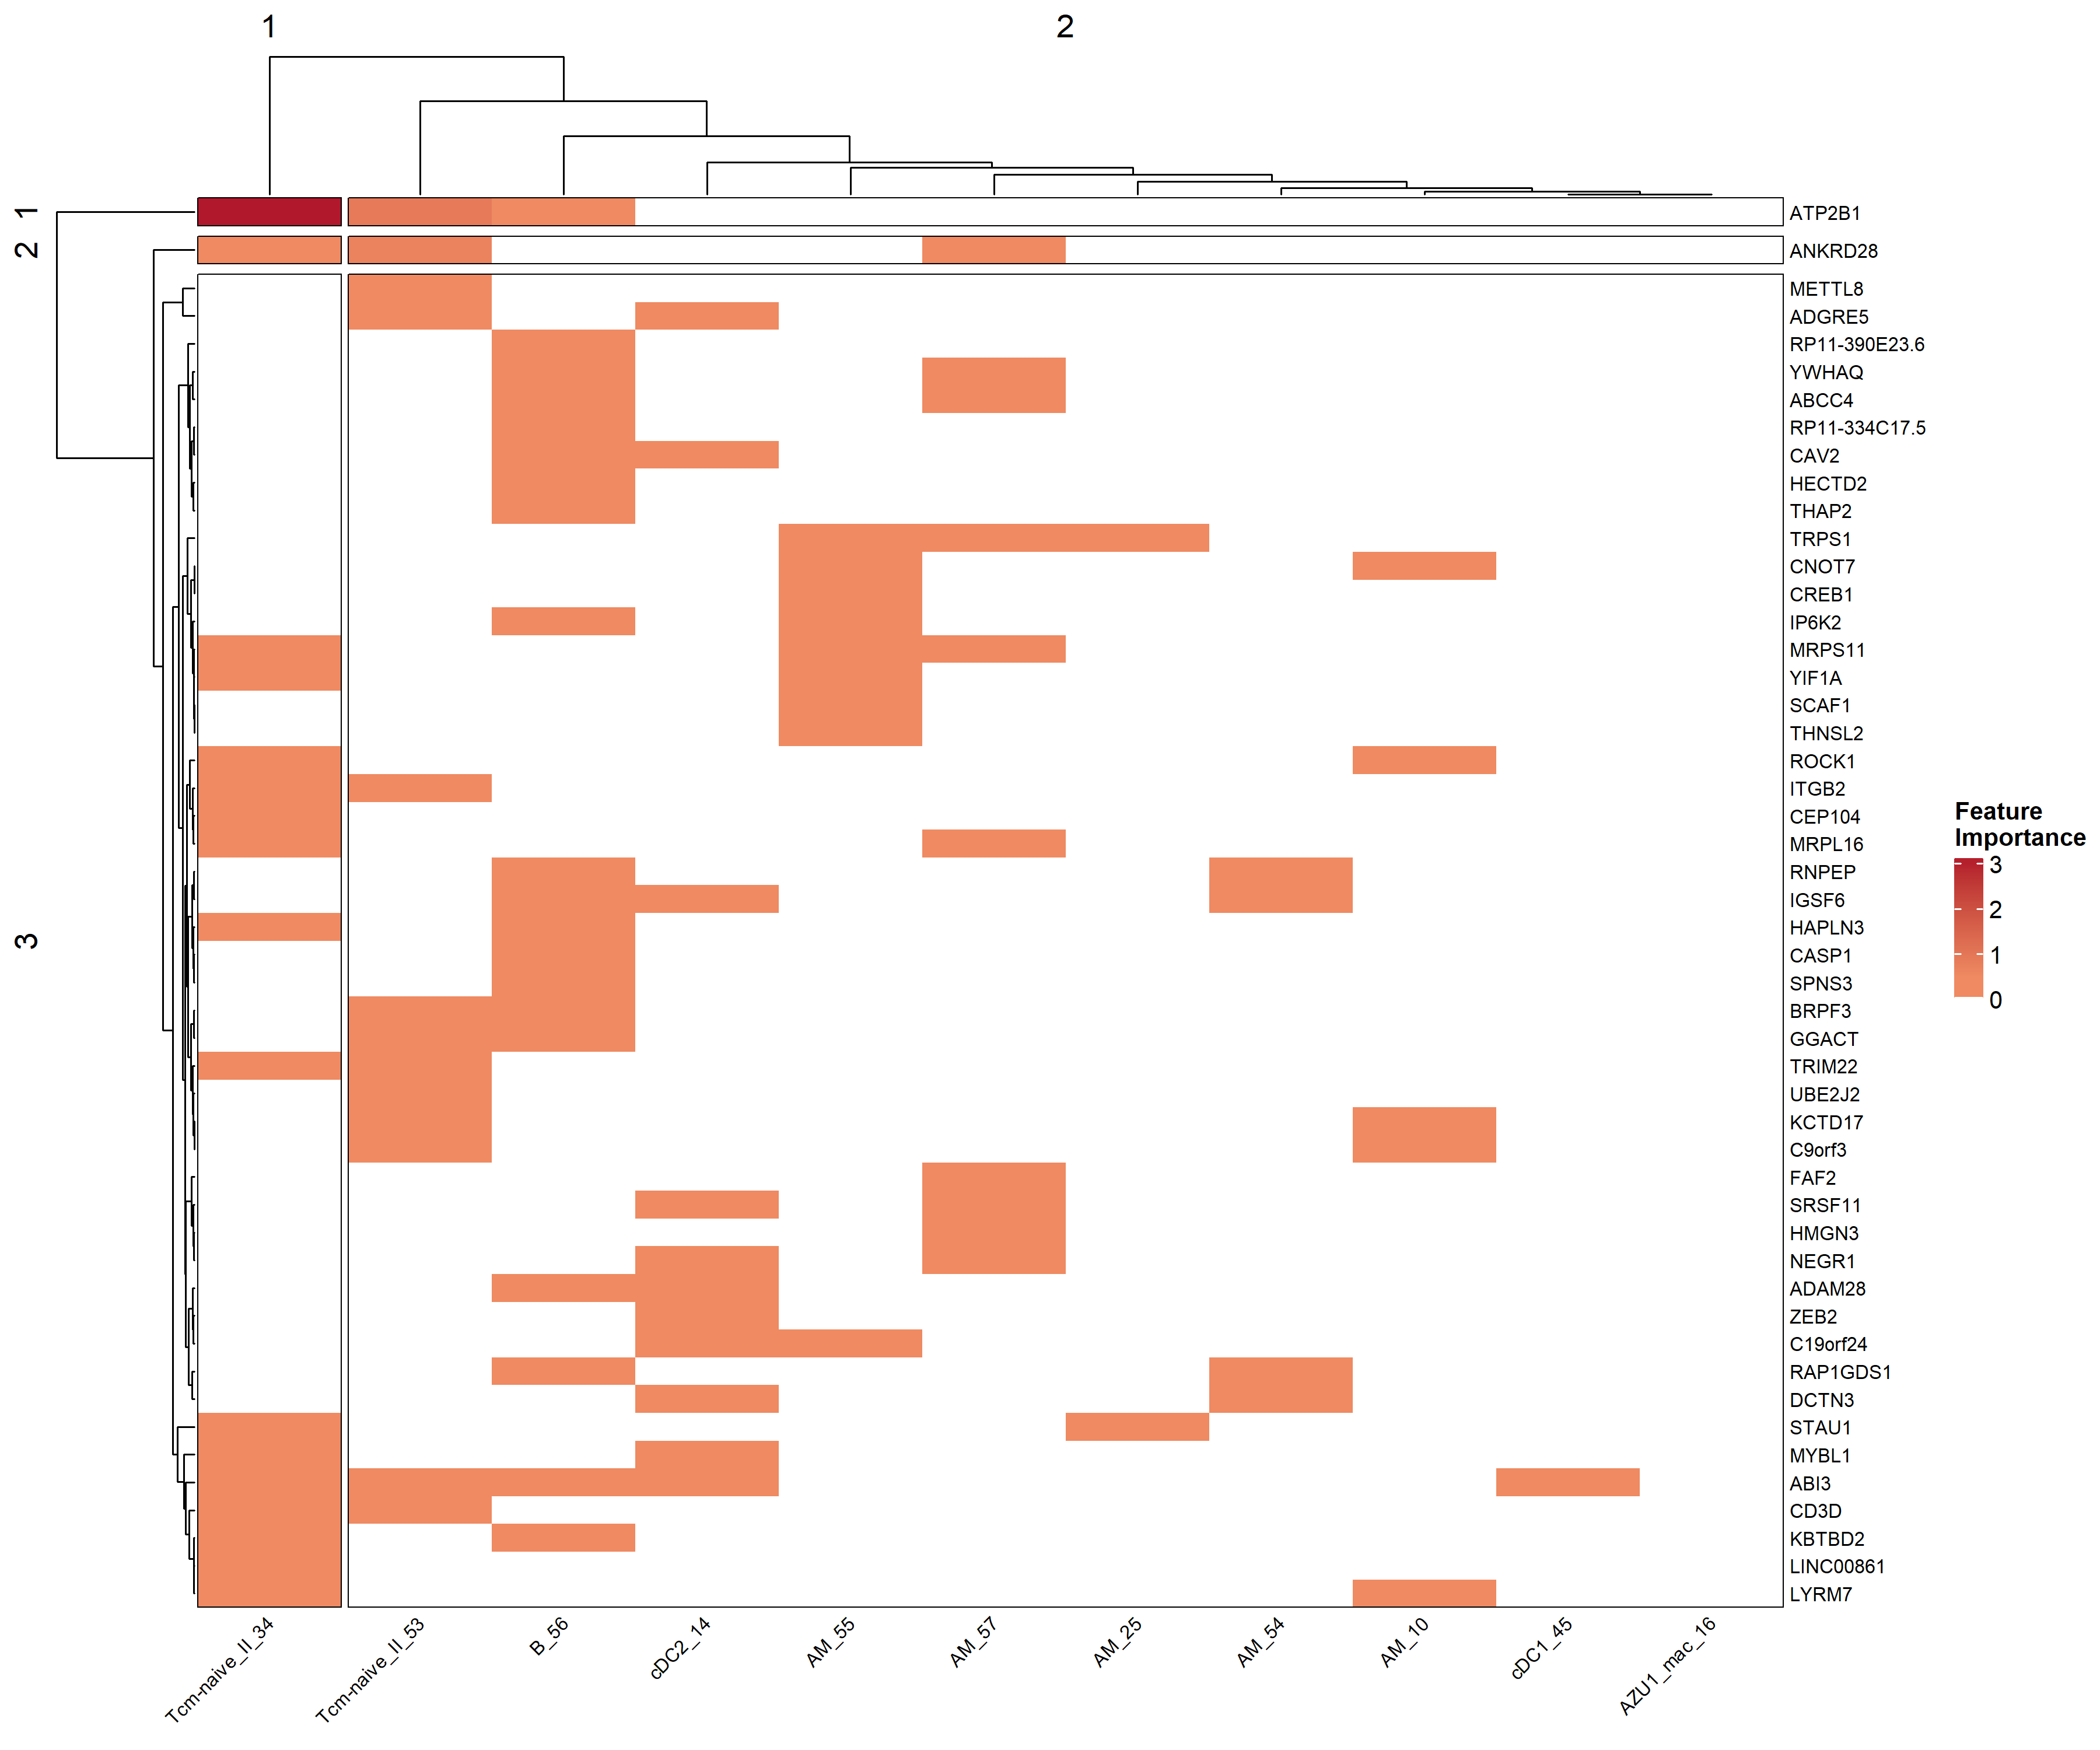 1
2
1
2
3
ATP2B1
ANKRD28
METTL8
ADGRE5
RP11-390E23.6
YWHAQ
ABCC4
RP11-334C17.5
CAV2
HECTD2
THAP2
TRPS1
CNOT7
CREB1
IP6K2
MRPS11
YIF1A
SCAF1
THNSL2
ROCK1
ITGB2
CEP104
MRPL16
RNPEP
IGSF6
HAPLN3
CASP1
SPNS3
BRPF3
GGACT
TRIM22
UBE2J2
KCTD17
C9orf3
FAF2
SRSF11
HMGN3
NEGR1
ADAM28
ZEB2
C19orf24
RAP1GDS1
DCTN3
STAU1
MYBL1
ABI3
CD3D
KBTBD2
LINC00861
LYRM7
Tcm-naive_II_34
Tcm-naive_II_53
B_56
cDC2_14
AM_55
AM_57
AM_25
AM_54
AM_10
cDC1_45
AZU1_mac_16
Feature
Importance
3
2
1
0